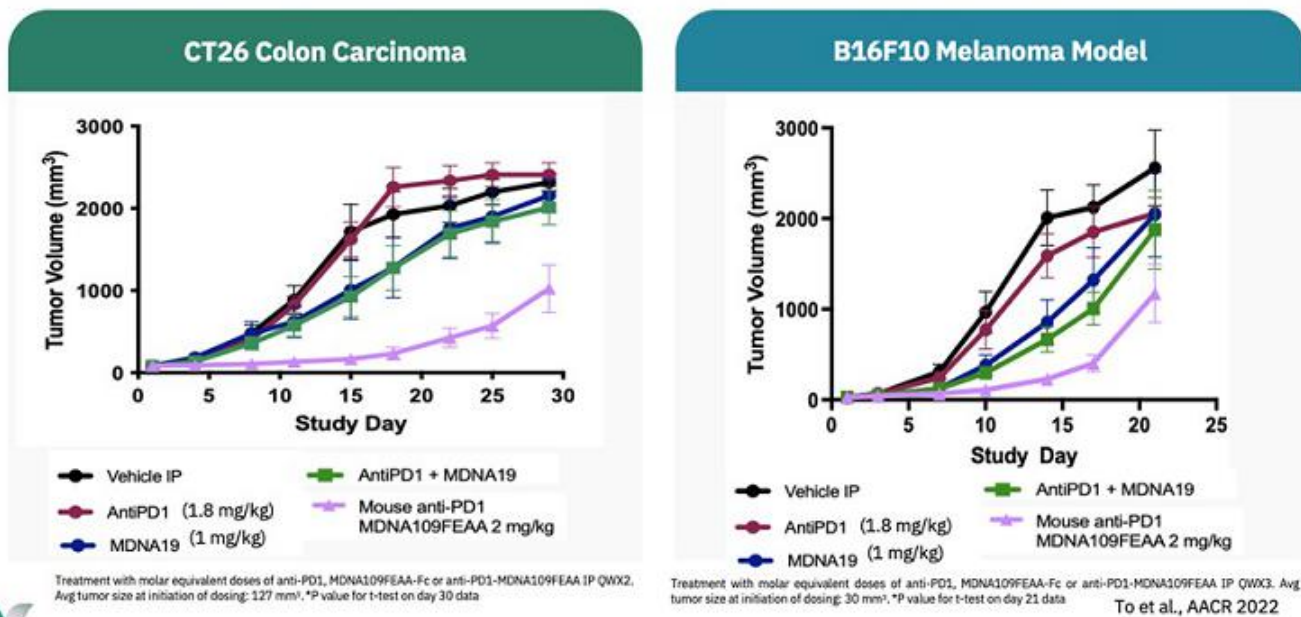 CT26 Colon Carcinoma
3000
2000
1000
0
Tumor Volume (mm³)
0 5 10 15 20 25 30
Study Day
Vehicle IP
AntiPD1 (1.8 mg/kg)
MDNA19 (1 mg/kg)
AntiPD1 + MDNA19
Mouse anti-PD1
MDNA109FEAA 2 mg/kg
Treatment with molar equivalent doses of anti-PD1, MDNA109FEAA-Fc or anti-PD1-MDNA109FEAA IP QWX2.
Avg tumor size at initiation of dosing: 127 mm³. *P value for t-test on day 30 data
B16F10 Melanoma Model
3000
2000
1000
0
Tumor Volume (mm³)
0 5 10 15 20 25
Study Day
Vehicle IP
AntiPD1 (1.8 mg/kg)
MDNA19 (1 mg/kg)
AntiPD1 + MDNA19
Mouse anti-PD1
MDNA109FEAA 2 mg/kg
Treatment with molar equivalent doses of anti-PD1, MDNA109FEAA-Fc or anti-PD1-MDNA109FEAA IP QWX3. Avg
tumor size at initiation of dosing: 30 mm³. *P value for t-test on day 21 data
To et al., AACR 2022